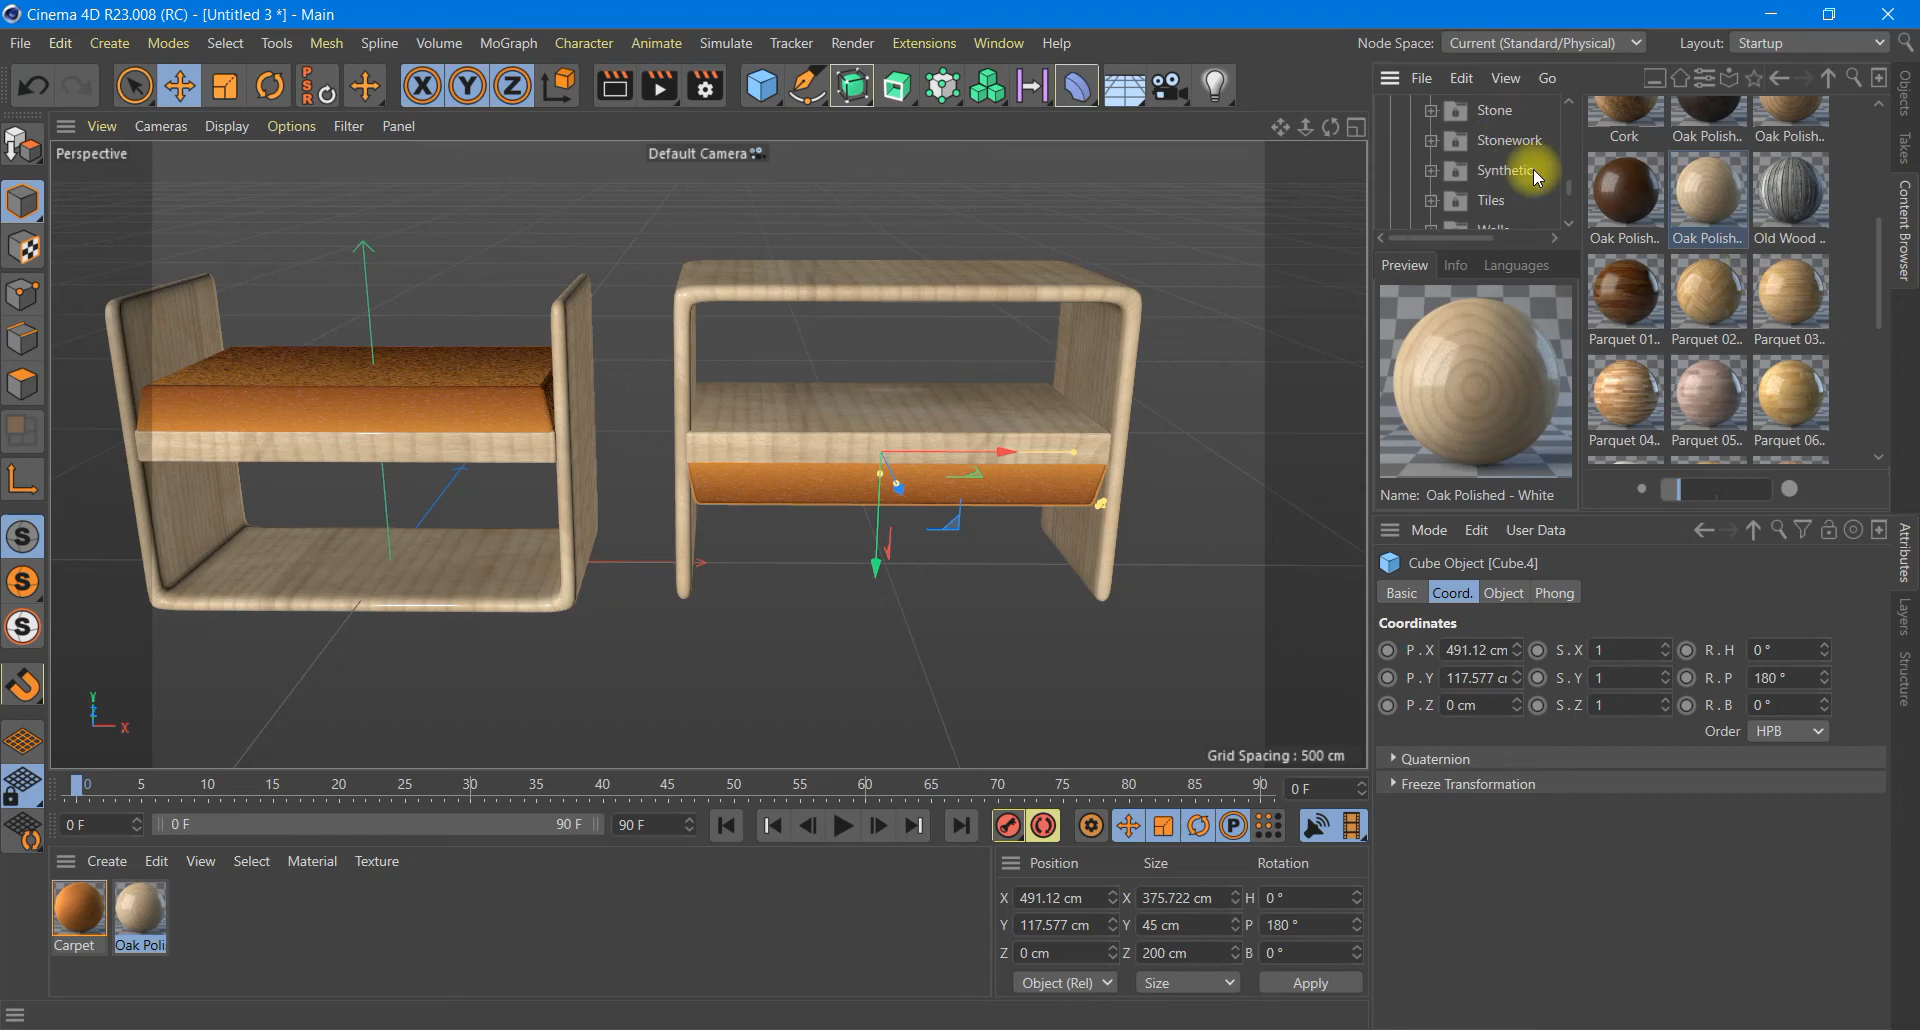 Cinema 4D R23.008 (RC) - [Untitled 3 *] - Main
File Edit Create Modes Select Tools Mesh Spline Volume MoGraph Character Animate Simulate Tracker Render Extensions Window Help
Node Space: Current (Standard/Physical) Layout: Startup
P S R
X Y Z
File Edit View Go
View Cameras Display Options Filter Panel
Perspective
Default Camera
Stone
Stonework
Synthetic
Tiles
Cork Oak Polish.. Oak Polish..
Oak Polish.. Oak Polish.. Old Wood ..
Parquet 01.. Parquet 02.. Parquet 03..
Parquet 04.. Parquet 05.. Parquet 06..
Preview Info Languages
Name: Oak Polished - White
Objects
Takes
Content Browser
Mode Edit User Data
Cube Object [Cube.4]
Basic Coord. Object Phong
Coordinates
P . X 491.12 cm S . X 1 R . H 0 °
P . Y 117.577 cr S . Y 1 R . P 180 °
P . Z 0 cm S . Z 1 R . B 0 °
Order HPB
Quaternion
Freeze Transformation
Attributes
Layers
Structure
S
S
S
Y
Z
X
Grid Spacing : 500 cm
0 5 10 15 20 25 30 35 40 45 50 55 60 65 70 75 80 85 90 0 F
0 F 0 F 90 F 90 F
P
Create Edit View Select Material Texture
Carpet Oak Poli
Position Size Rotation
X 491.12 cm X 375.722 cm H 0 °
Y 117.577 cm Y 45 cm P 180 °
Z 0 cm Z 200 cm B 0 °
Object (Rel) Size Apply